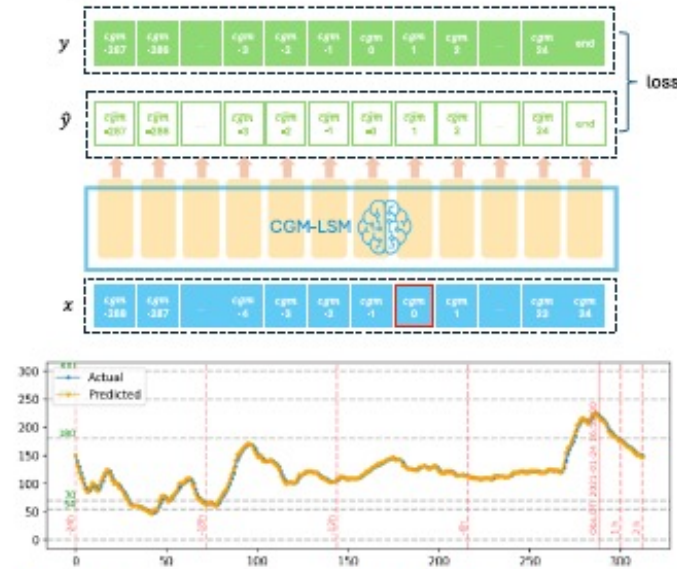 y cgm -287 cgm -286 ... cgm -3 cgm -2 cgm -1 cgm 0 cgm 1 cgm 2 ... cgm 24 end
loss
ŷ cgm -287 cgm -286 ... cgm -3 cgm -2 cgm -1 cgm 0 cgm 1 cgm 2 ... cgm 24 end
CGM-LSM
x cgm -288 cgm -287 ... cgm -4 cgm -3 cgm -2 cgm -1 cgm 0 cgm 1 ... cgm 23 cgm 24
300
250
200
150
100
50
0
Actual
Predicted
180
70
0 50 100 150 200 250 300